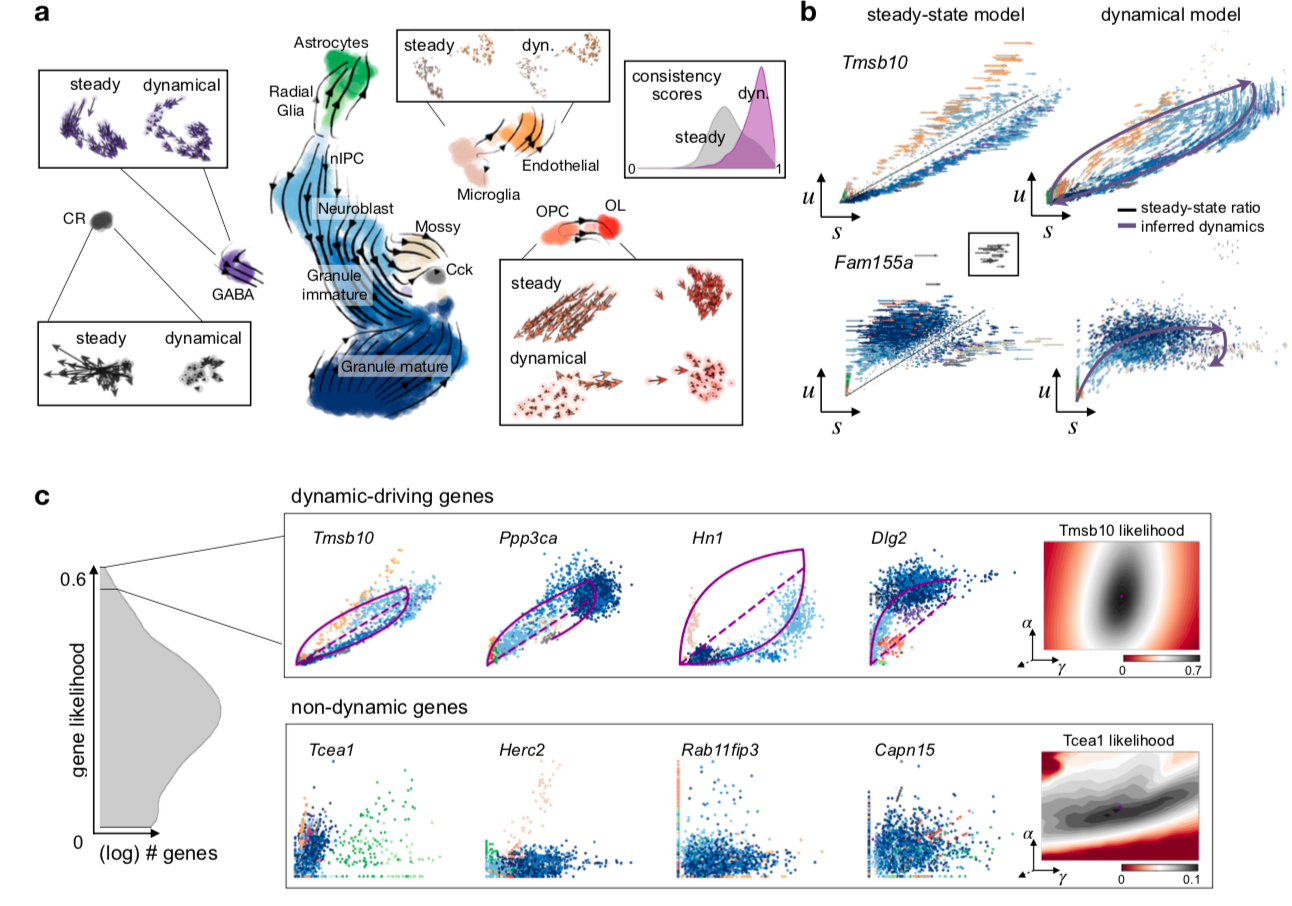 a
Astrocytes
Radial
Glia
nIPC
Neuroblast
Mossy
Cck
Granule
immature
Granule mature
steady
dynamical
CR
GABA
steady
dynamical
steady
dyn.
Endothelial
Microglia
consistency
scores
dyn.
steady
0
1
OPC
OL
steady
dynamical
b
steady-state model
dynamical model
Tmsb10
u
s
u
s
steady-state ratio
inferred dynamics
Fam155a
u
s
u
s
c
gene likelihood
0.6
0
(log) # genes
dynamic-driving genes
Tmsb10
Ppp3ca
Hn1
Dlg2
Tmsb10 likelihood
α
γ
0
0.7
non-dynamic genes
Tcea1
Herc2
Rab11fip3
Capn15
Tcea1 likelihood
α
γ
0
0.1